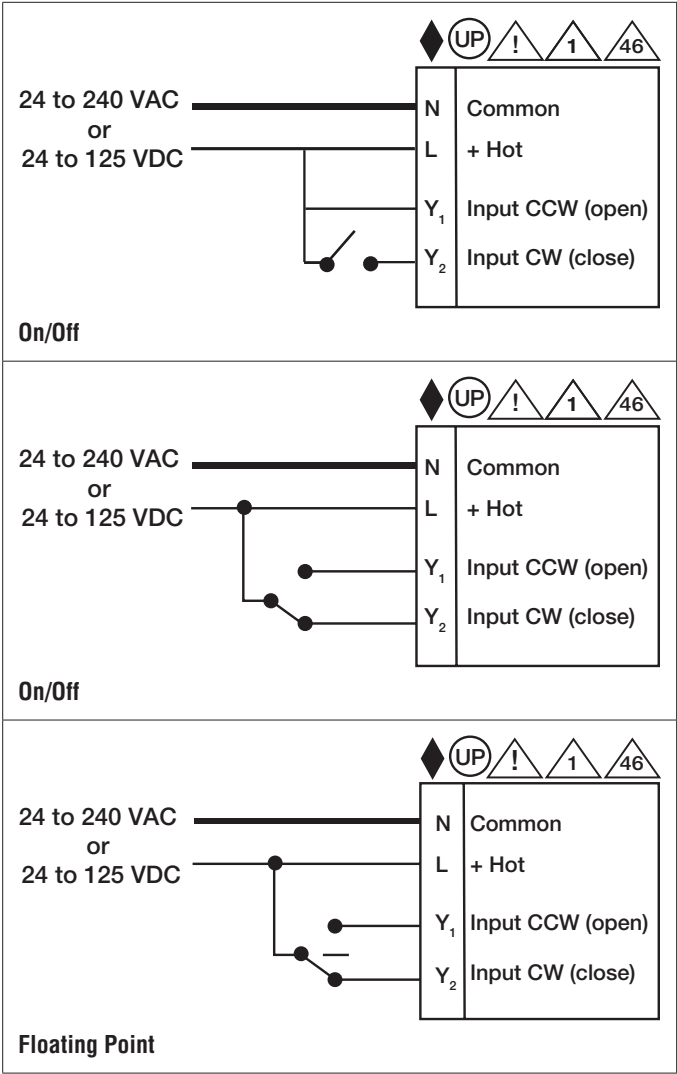 UP ! 1 46
24 to 240 VAC
or
24 to 125 VDC
N Common
L + Hot
Y1 Input CCW (open)
Y2 Input CW (close)
On/Off
UP ! 1 46
24 to 240 VAC
or
24 to 125 VDC
N Common
L + Hot
Y1 Input CCW (open)
Y2 Input CW (close)
On/Off
UP ! 1 46
24 to 240 VAC
or
24 to 125 VDC
N Common
L + Hot
Y1 Input CCW (open)
Y2 Input CW (close)
Floating Point